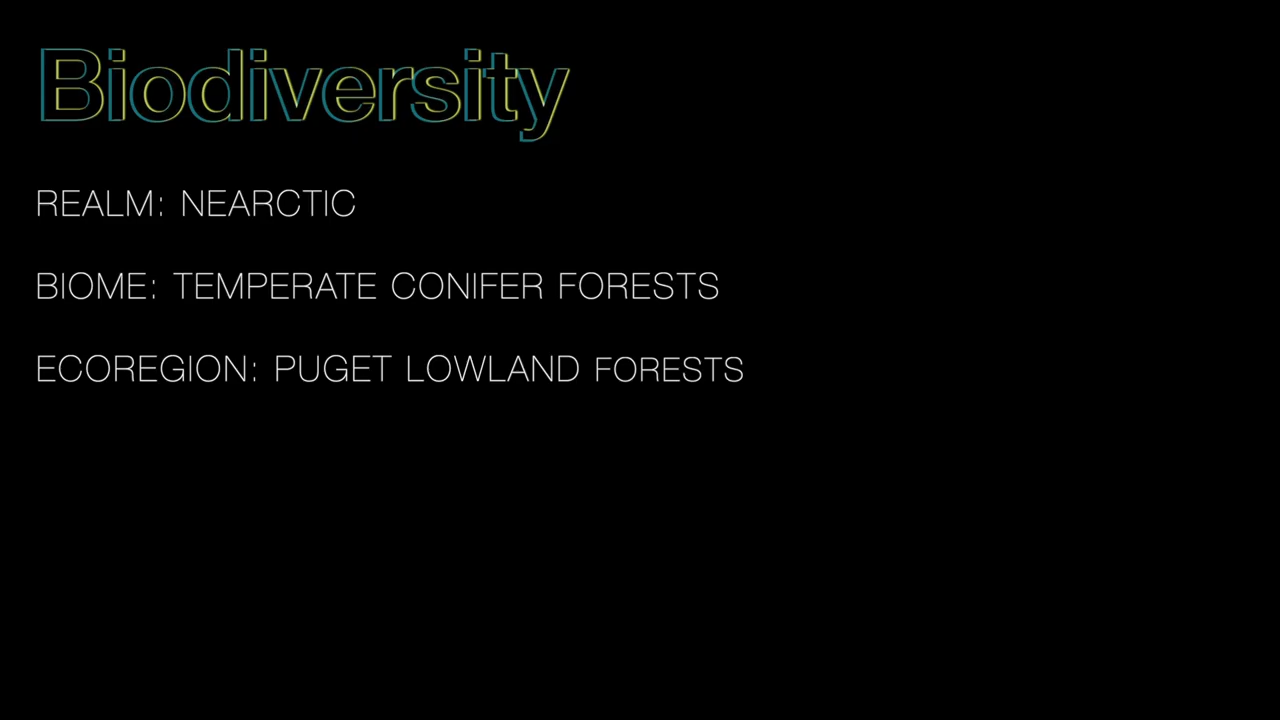 Biodiversity
REALM: NEARCTIC
BIOME: TEMPERATE CONIFER FORESTS
ECOREGION: PUGET LOWLAND FORESTS